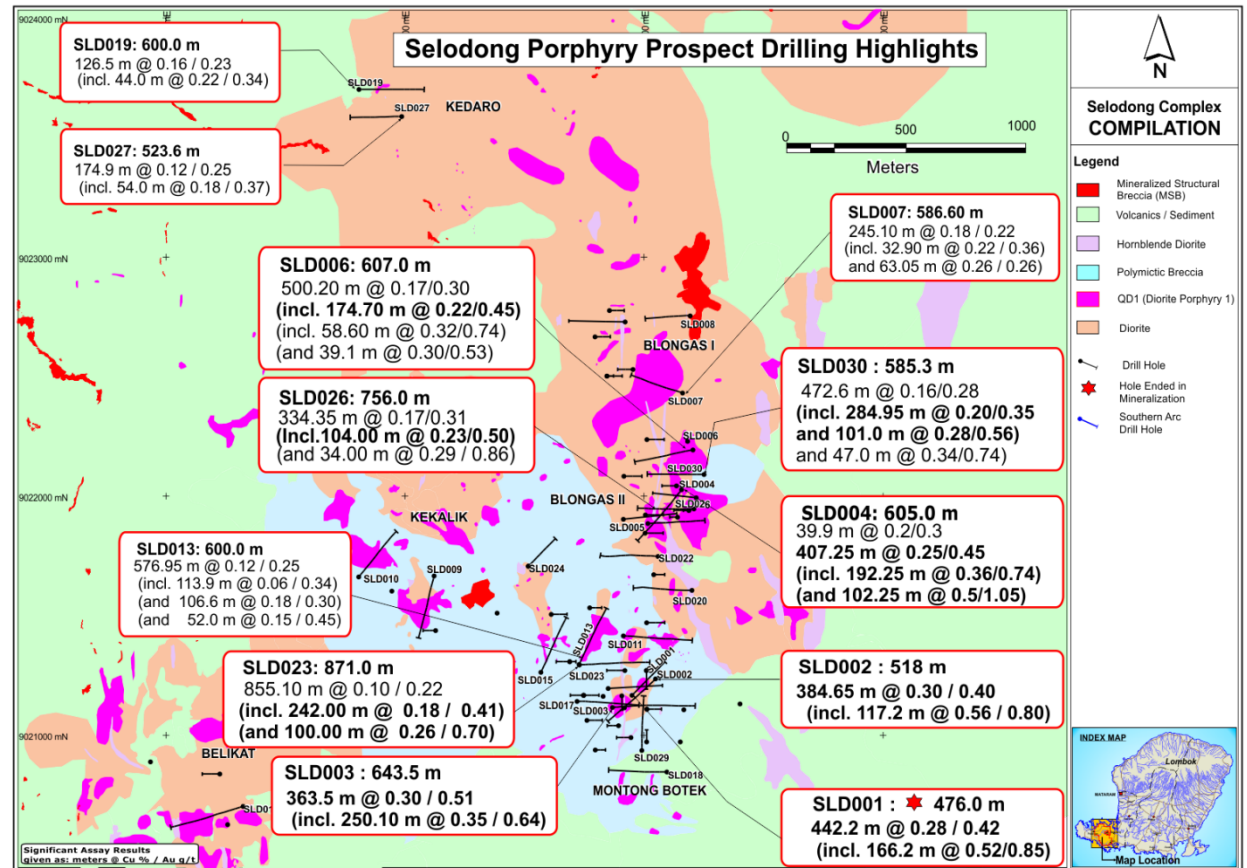 9024000 mN
mE
mE
mE
mE
Selodong Porphyry Prospect Drilling Highlights
SLD019: 600.0 m
126.5 m @ 0.16 / 0.23
(incl. 44.0 m @ 0.22 / 0.34)
SLD019
SLD027
KEDARO
SLD027: 523.6 m
174.9 m @ 0.12 / 0.25
(incl. 54.0 m @ 0.18 / 0.37)
0
500
1000
Meters
SLD007: 586.60 m
245.10 m @ 0.18 / 0.22
(incl. 32.90 m @ 0.22 / 0.36)
and 63.05 m @ 0.26 / 0.26)
9023000 mN
SLD006: 607.0 m
500.20 m @ 0.17/0.30
(incl. 174.70 m @ 0.22/0.45)
(incl. 58.60 m @ 0.32/0.74)
(and 39.1 m @ 0.30/0.53)
SLD008
BLONGAS I
SLD007
SLD030 : 585.3 m
472.6 m @ 0.16/0.28
(incl. 284.95 m @ 0.20/0.35
and 101.0 m @ 0.28/0.56)
and 47.0 m @ 0.34/0.74)
SLD026: 756.0 m
334.35 m @ 0.17/0.31
(Incl.104.00 m @ 0.23/0.50)
(and 34.00 m @ 0.29 / 0.86)
SLD006
SLD030
SLD004
SLD026
9022000 mN
BLONGAS II
KEKALIK
SLD005
SLD004: 605.0 m
39.9 m @ 0.2/0.3
407.25 m @ 0.25/0.45
(incl. 192.25 m @ 0.36/0.74)
(and 102.25 m @ 0.5/1.05)
SLD013: 600.0 m
576.95 m @ 0.12 / 0.25
(incl. 113.9 m @ 0.06 / 0.34)
(and 106.6 m @ 0.18 / 0.30)
(and 52.0 m @ 0.15 / 0.45)
SLD010
SLD009
SLD024
SLD022
SLD020
SLD013
SLD011
SLD001
SLD015
SLD023
SLD002
SLD017
SLD003
SLD023: 871.0 m
855.10 m @ 0.10 / 0.22
(incl. 242.00 m @ 0.18 / 0.41)
(and 100.00 m @ 0.26 / 0.70)
SLD002 : 518 m
384.65 m @ 0.30 / 0.40
(incl. 117.2 m @ 0.56 / 0.80)
9021000 mN
BELIKAT
SLD029
SLD018
MONTONG BOTEK
SLD003 : 643.5 m
363.5 m @ 0.30 / 0.51
(incl. 250.10 m @ 0.35 / 0.64)
SLD001 : 476.0 m
442.2 m @ 0.28 / 0.42
(incl. 166.2 m @ 0.52/0.85)
SLD01
Significant Assay Results
given as: meters @ Cu % / Au g/t
N
Selodong Complex
COMPILATION
Legend
Mineralized Structural
Breccia (MSB)
Volcanics / Sediment
Hornblende Diorite
Polymictic Breccia
QD1 (Diorite Porphyry 1)
Diorite
Drill Hole
Hole Ended in
Mineralization
Southern Arc
Drill Hole
INDEX MAP
Lombok
MATARAM
Map Location